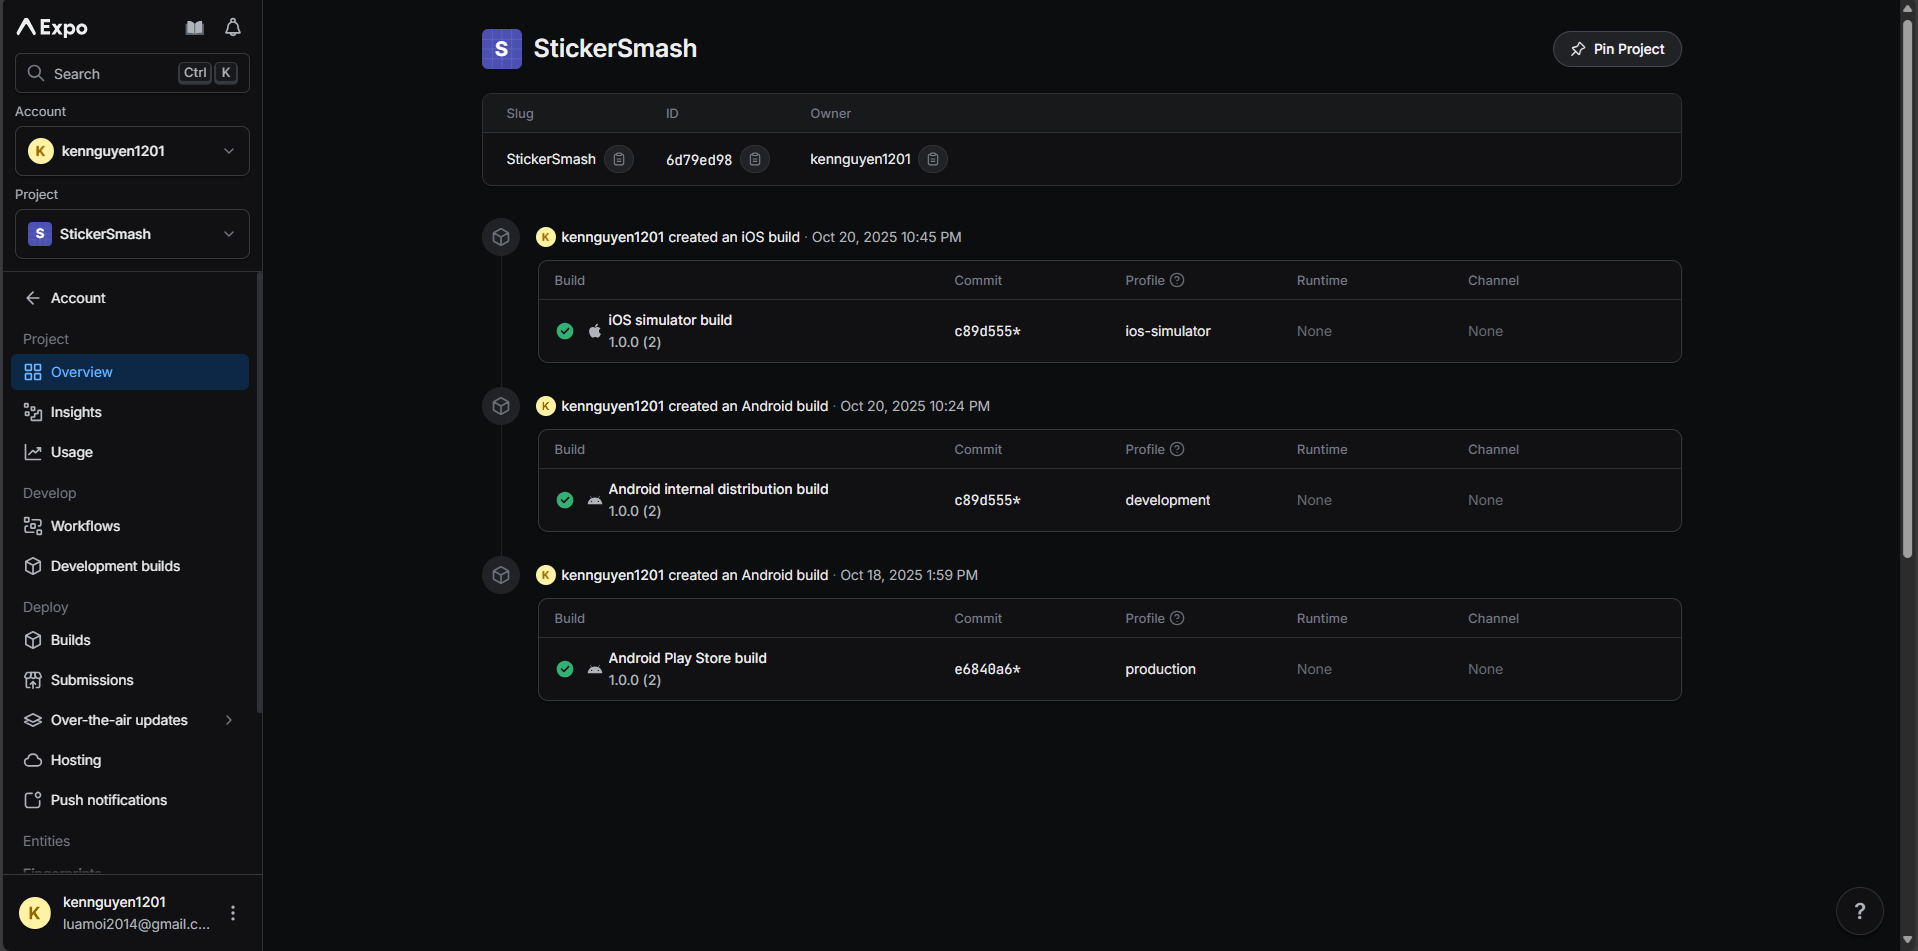 Expo
Search Ctrl K
Account
K kennguyen1201
Project
S StickerSmash
Account
Project
Overview
Insights
Usage
Develop
Workflows
Development builds
Deploy
Builds
Submissions
Over-the-air updates
Hosting
Push notifications
Entities
Fingerprints
K kennguyen1201
luamoi2014@gmail.c...
S StickerSmash
Pin Project
Slug ID Owner
StickerSmash 6d79ed98 kennguyen1201
K kennguyen1201 created an iOS build · Oct 20, 2025 10:45 PM
Build Commit Profile ? Runtime Channel
iOS simulator build
1.0.0 (2)
c89d555* ios-simulator None None
K kennguyen1201 created an Android build · Oct 20, 2025 10:24 PM
Build Commit Profile ? Runtime Channel
Android internal distribution build
1.0.0 (2)
c89d555* development None None
K kennguyen1201 created an Android build · Oct 18, 2025 1:59 PM
Build Commit Profile ? Runtime Channel
Android Play Store build
1.0.0 (2)
e6840a6* production None None
?